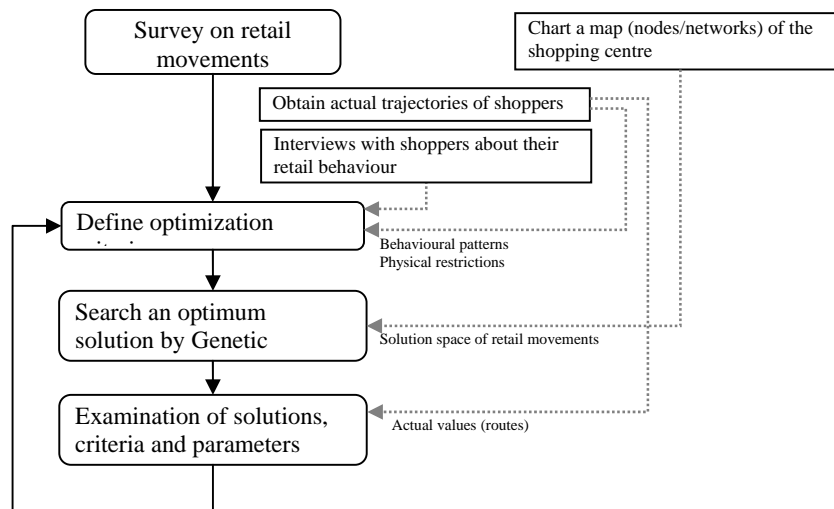 Survey on retail
movements
Chart a map (nodes/networks) of the
shopping centre
Obtain actual trajectories of shoppers
Interviews with shoppers about their
retail behaviour
Define optimization
Behavioural patterns
Physical restrictions
Search an optimum
solution by Genetic
Solution space of retail movements
Examination of solutions,
criteria and parameters
Actual values (routes)